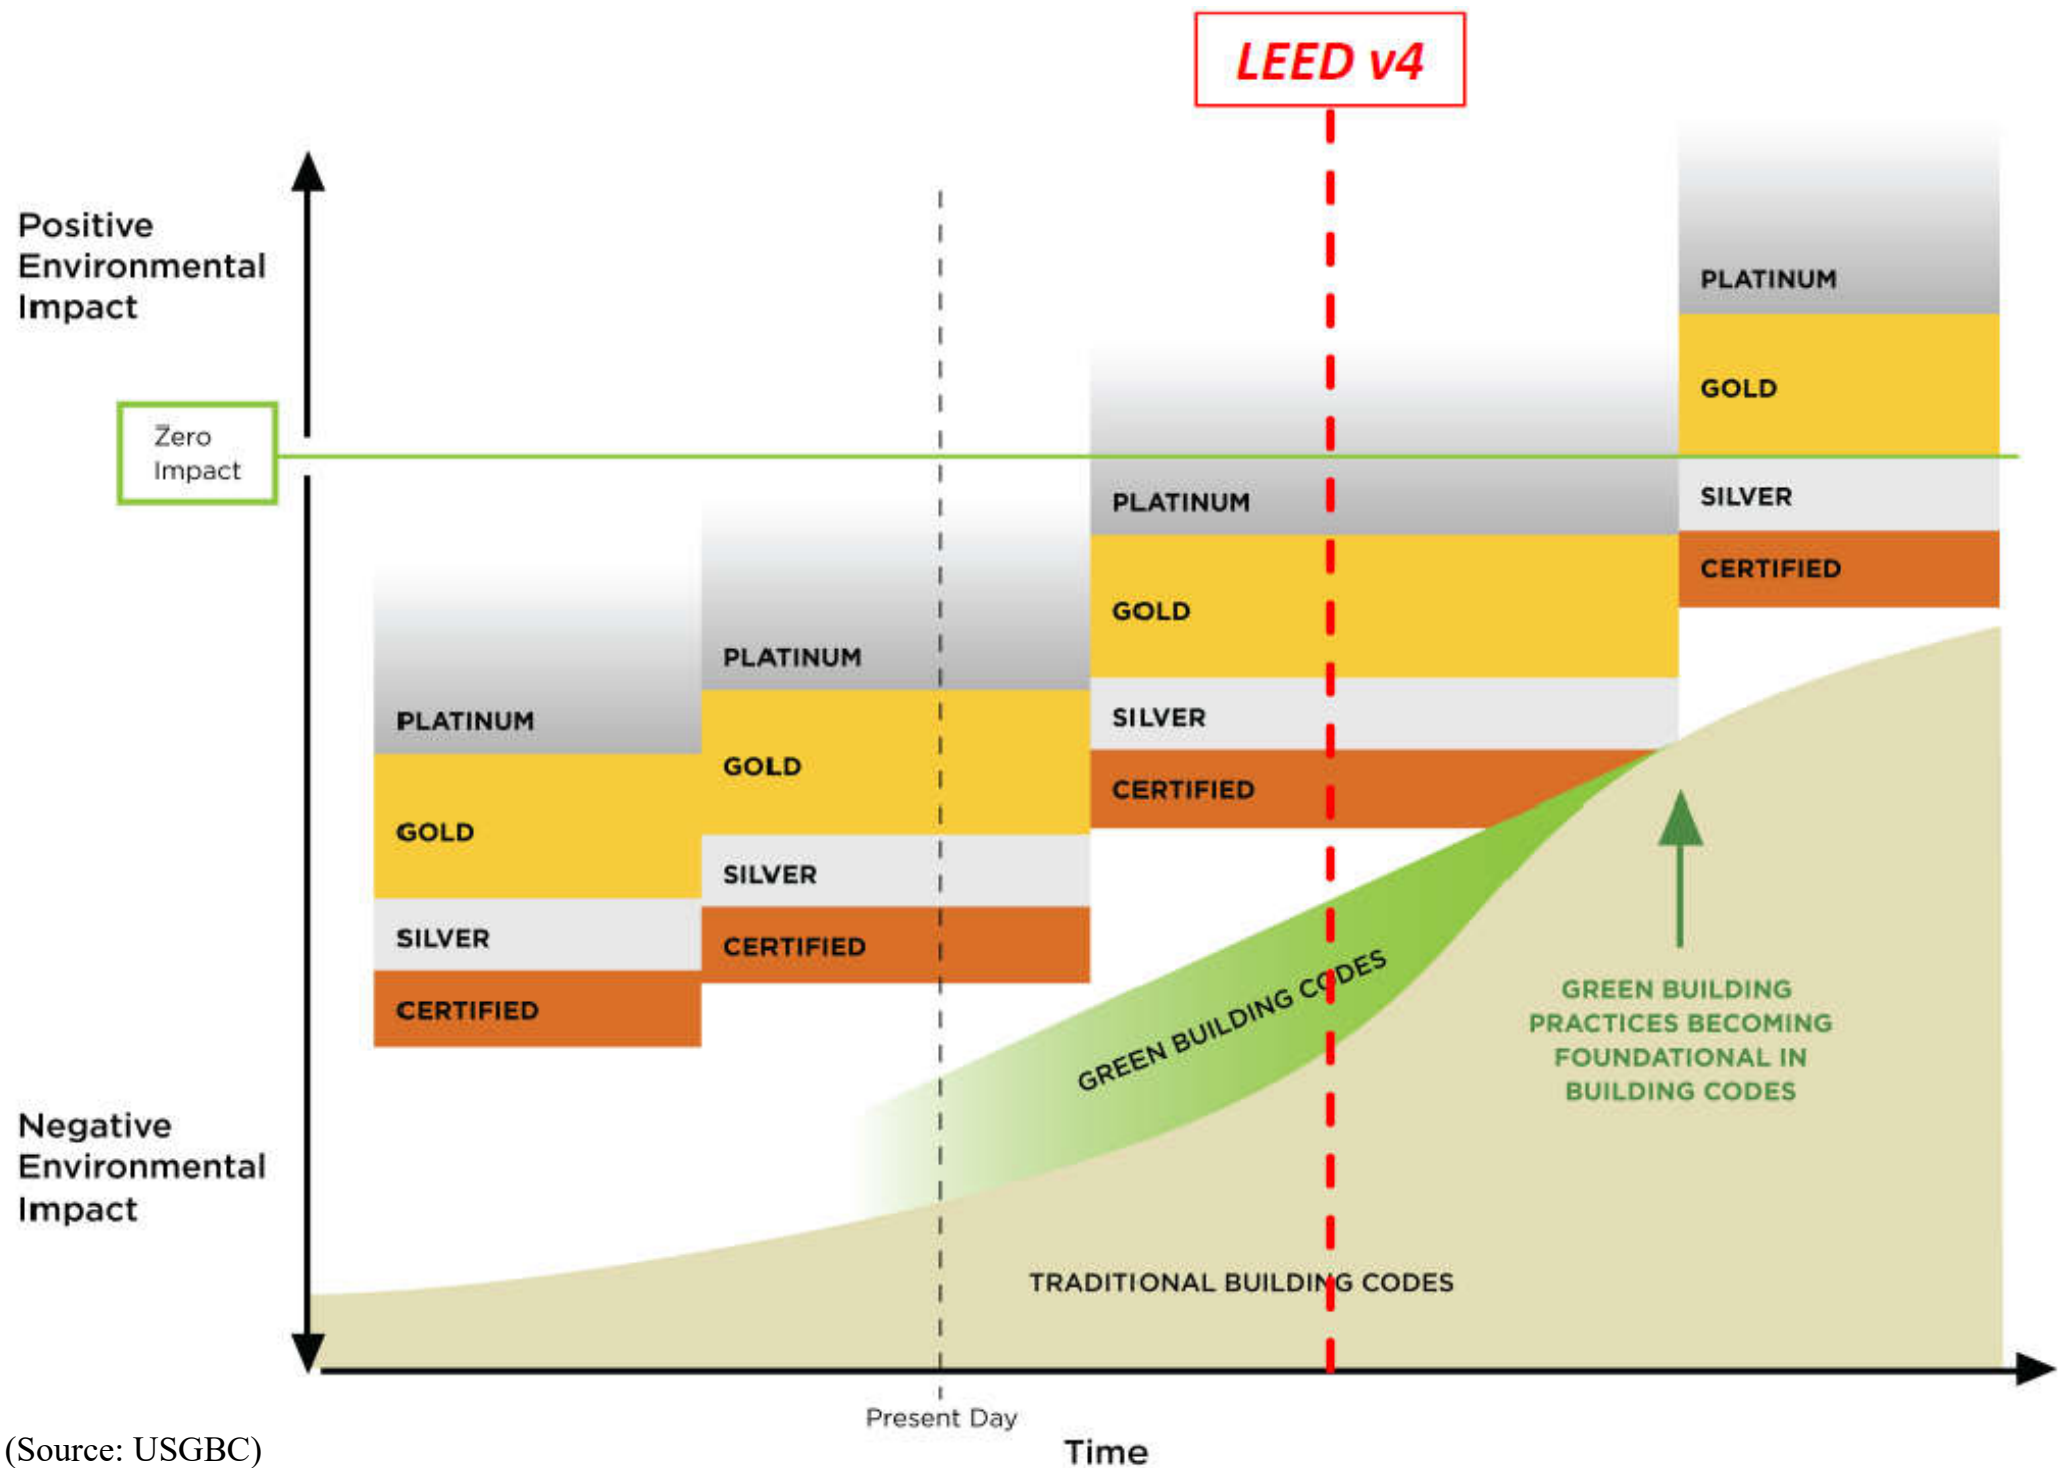 LEED v4
Positive
Environmental
Impact
Zero
Impact
Negative
Environmental
Impact
PLATINUM
GOLD
SILVER
CERTIFIED
PLATINUM
GOLD
SILVER
CERTIFIED
PLATINUM
GOLD
SILVER
CERTIFIED
PLATINUM
GOLD
SILVER
CERTIFIED
GREEN BUILDING CODES
GREEN BUILDING
PRACTICES BECOMING
FOUNDATIONAL IN
BUILDING CODES
TRADITIONAL BUILDING CODES
Present Day
Time
(Source: USGBC)